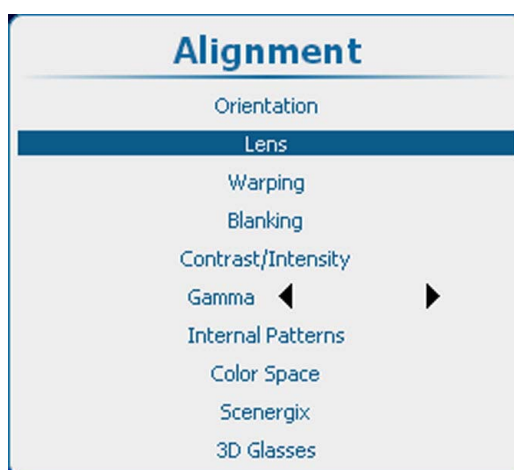 Alignment
Orientation
Lens
Warping
Blanking
Contrast/Intensity
Gamma
Internal Patterns
Color Space
Scenergix
3D Glasses